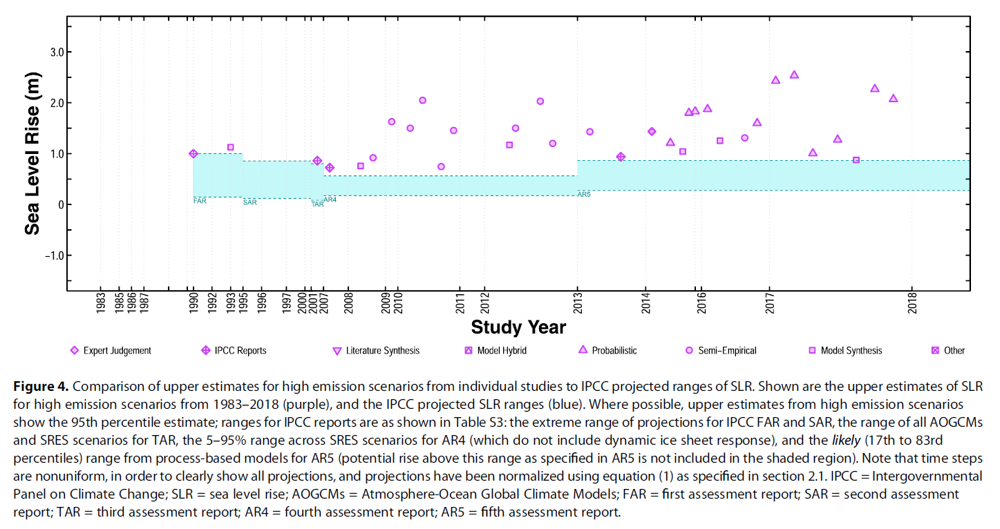 Sea Level Rise (m)
3.0
2.0
1.0
0
−1.0
FAR
SAR
TAR
AR4
AR5
1983
1985
1986
1987
1990
1992
1993
1995
1996
1997
2000
2001
2007
2008
2009
2010
2011
2012
2013
2014
2016
2017
2018
Study Year
Expert Judgement IPCC Reports Literature Synthesis Model Hybrid Probabilistic Semi−Empirical Model Synthesis Other
Figure 4. Comparison of upper estimates for high emission scenarios from individual studies to IPCC projected ranges of SLR. Shown are the upper estimates of SLR
for high emission scenarios from 1983–2018 (purple), and the IPCC projected SLR ranges (blue). Where possible, upper estimates from high emission scenarios
show the 95th percentile estimate; ranges for IPCC reports are as shown in Table S3: the extreme range of projections for IPCC FAR and SAR, the range of all AOGCMs
and SRES scenarios for TAR, the 5–95% range across SRES scenarios for AR4 (which do not include dynamic ice sheet response), and the likely (17th to 83rd
percentiles) range from process-based models for AR5 (potential rise above this range as specified in AR5 is not included in the shaded region). Note that time steps
are nonuniform, in order to clearly show all projections, and projections have been normalized using equation (1) as specified in section 2.1. IPCC = Intergovernmental
Panel on Climate Change; SLR = sea level rise; AOGCMs = Atmosphere-Ocean Global Climate Models; FAR = first assessment report; SAR = second assessment
report; TAR = third assessment report; AR4 = fourth assessment report; AR5 = fifth assessment report.